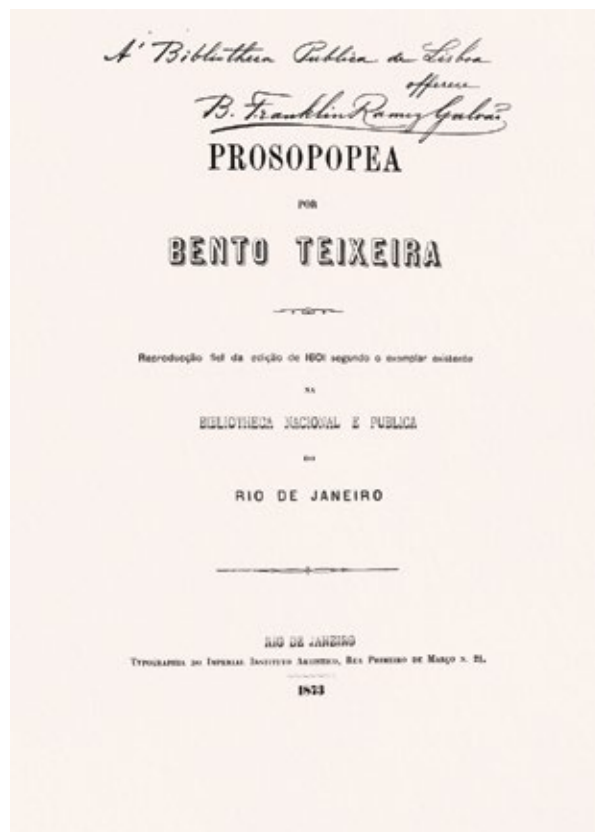 A' Bibliotheca Publica de Lisboa
offerece
B. Franklin Ramiz Galvão
PROSOPOPEA
POR
BENTO TEIXEIRA
Reproducção fiel da edição de 1601 segundo o exemplar existente
NA
BIBLIOTHECA NACIONAL E PUBLICA
DO
RIO DE JANEIRO
RIO DE JANEIRO
TYPOGRAPHIA DO IMPERIAL INSTITUTO ARTISTICO, RUA PRIMEIRO DE MARÇO N. 21.
1873